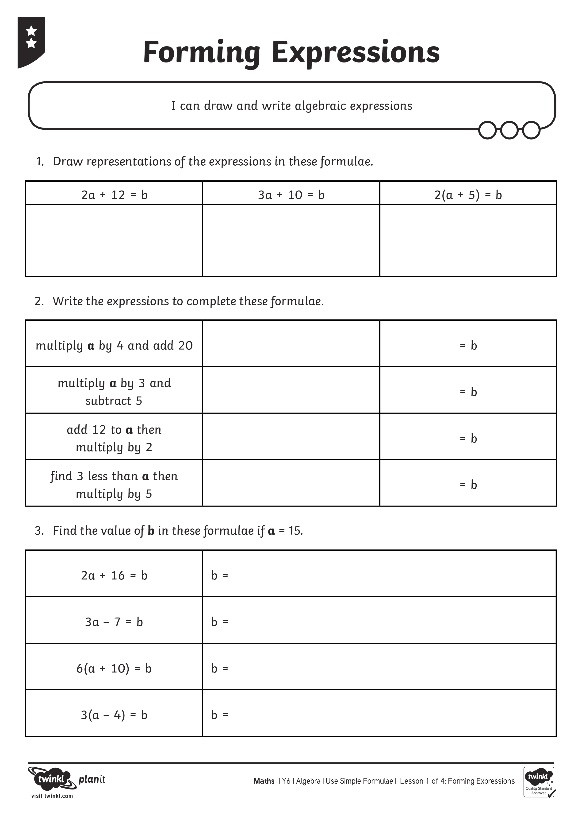 Forming Expressions
I can draw and write algebraic expressions
1. Draw representations of the expressions in these formulae.
2a + 12 = b
3a + 10 = b
2(a + 5) = b
2. Write the expressions to complete these formulae.
multiply a by 4 and add 20
= b
multiply a by 3 and
subtract 5
= b
add 12 to a then
multiply by 2
= b
find 3 less than a then
multiply by 5
= b
3. Find the value of b in these formulae if a = 15.
2a + 16 = b
b =
3a – 7 = b
b =
6(a + 10) = b
b =
3(a – 4) = b
b =
twinkl planit
visit twinkl.com
Maths | Y6 | Algebra | Use Simple Formulae | Lesson 1 of 4: Forming Expressions
twinkl
Quality Standard
Approved